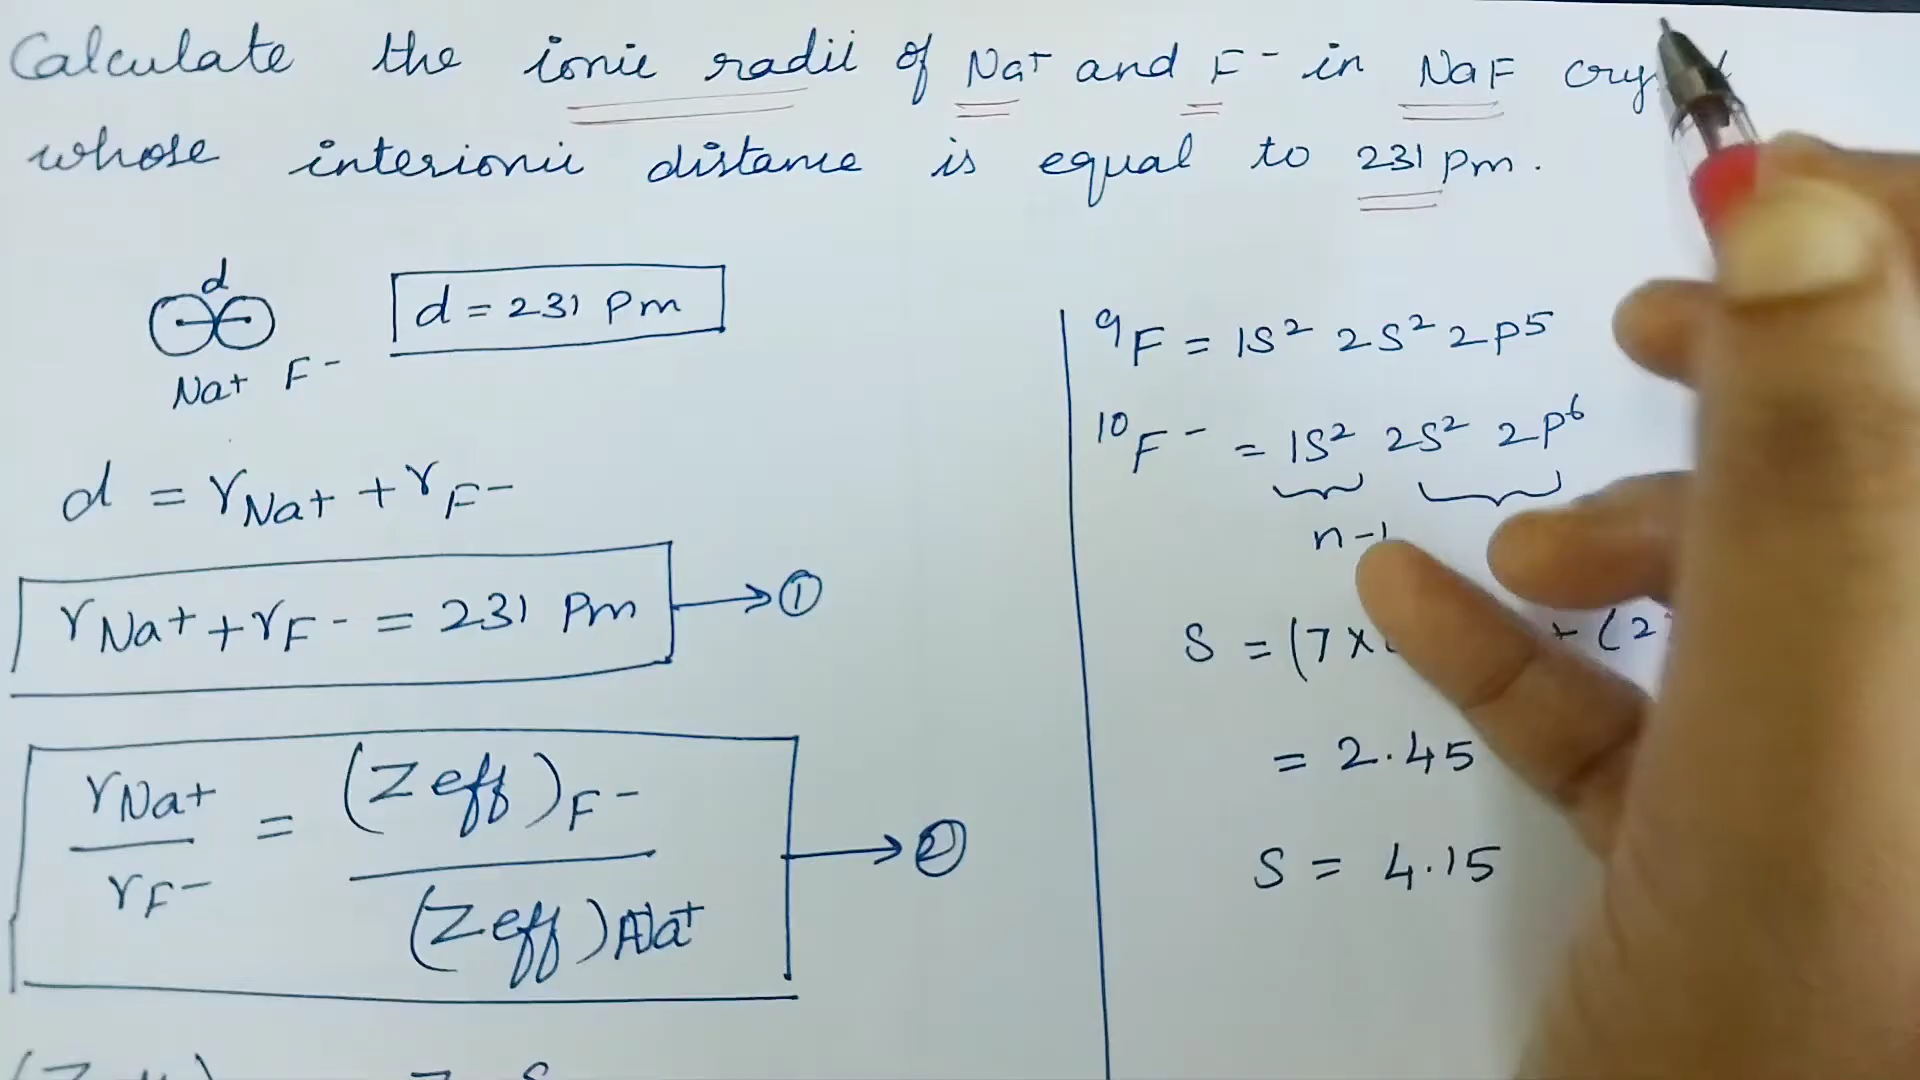 Calculate the ionic radii of Na+ and F- in NaF
whose interionic distance is equal to 231 pm.
d
d = 231 Pm
Na+ F-
d = rNa+ + rF-
rNa+ + rF- = 231 Pm → ①
rNa+ / rF- = (Zeff)F- / (Zeff)Na+ → ②
9F = 1S² 2S² 2P⁵
10F- = 1S² 2S² 2P⁶
n-1
S = (7 × + (2
= 2.45
S = 4.15